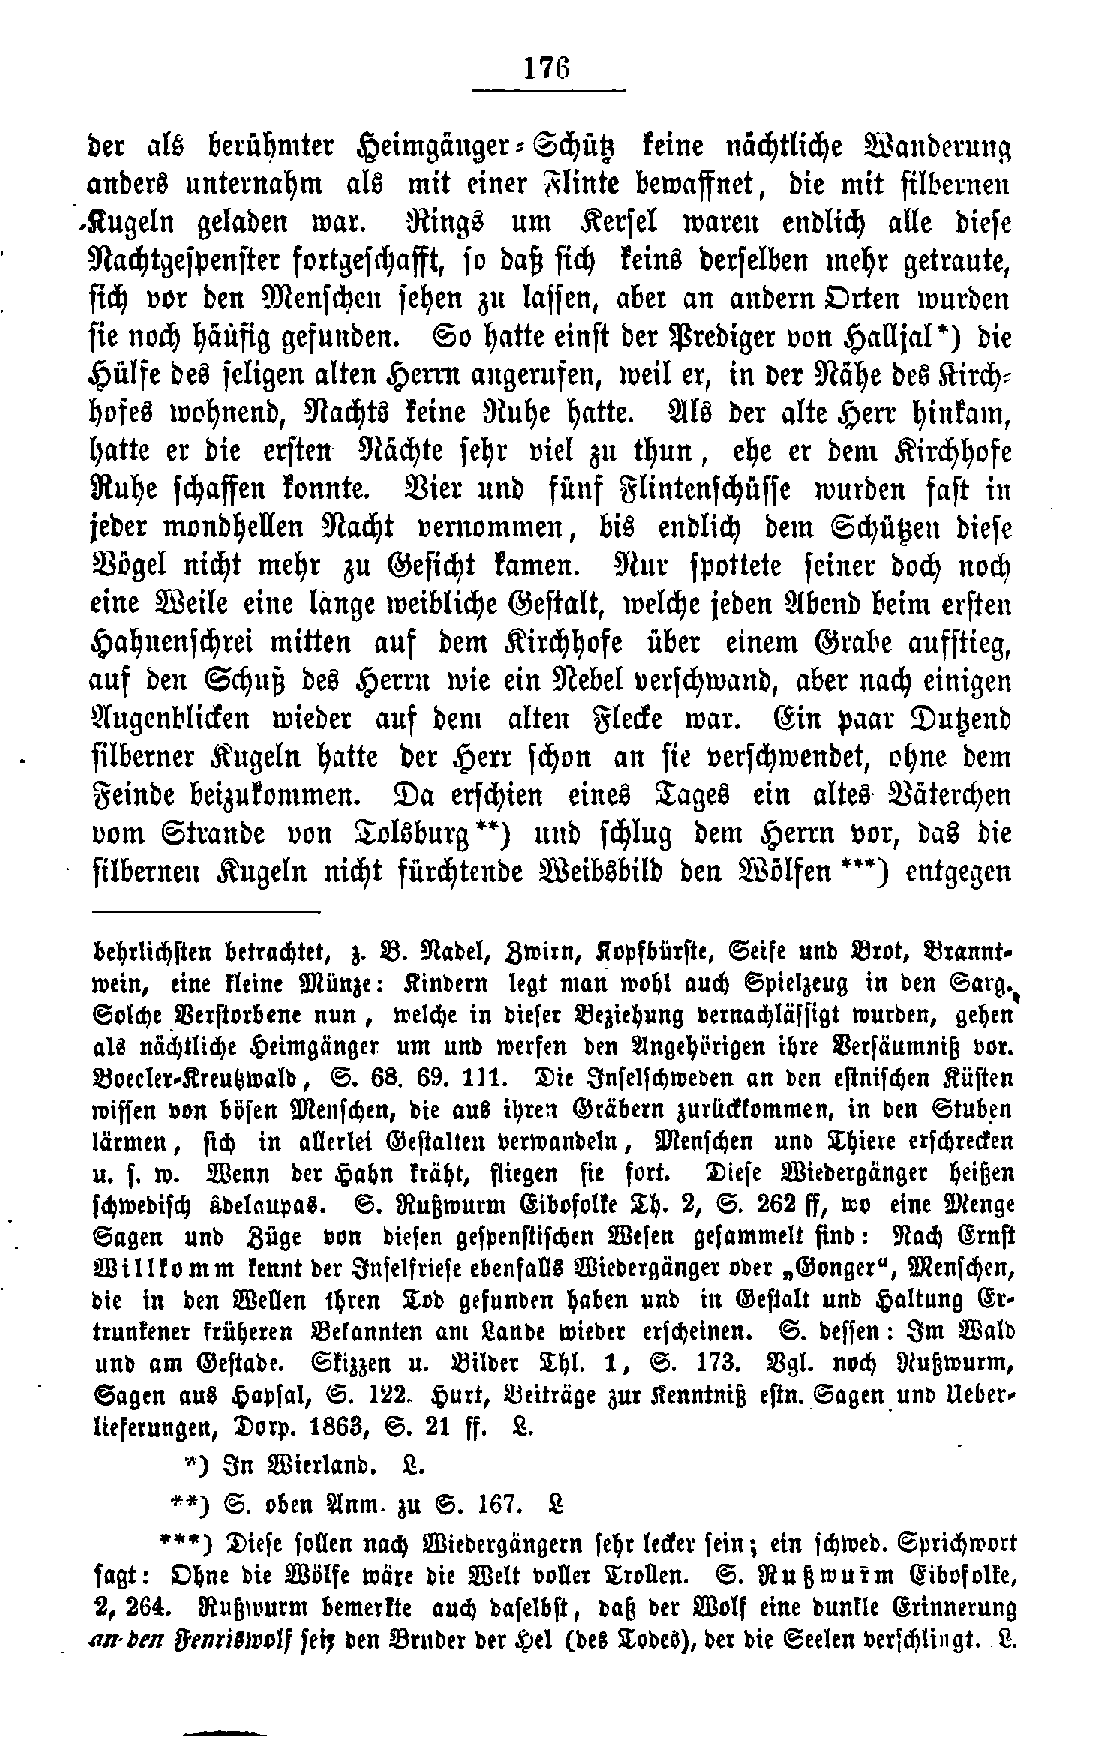 176
der als berühmter Heimgänger-Schütz keine nächtliche Wanderung
anders unternahm als mit einer Flinte bewaffnet, die mit silbernen
Kugeln geladen war. Rings um Kersel waren endlich alle diese
Nachtgespenster fortgeschafft, so daß sich keins derselben mehr getraute,
sich vor den Menschen sehen zu lassen, aber an andern Orten wurden
sie noch häufig gefunden. So hatte einst der Prediger von Halljal*) die
Hülfe des seligen alten Herrn angerufen, weil er, in der Nähe des Kirch-
hofes wohnend, Nachts keine Ruhe hatte. Als der alte Herr hinkam,
hatte er die ersten Nächte sehr viel zu thun, ehe er dem Kirchhofe
Ruhe schaffen konnte. Vier und fünf Flintenschüsse wurden fast in
jeder mondhellen Nacht vernommen, bis endlich dem Schützen diese
Vögel nicht mehr zu Gesicht kamen. Nur spottete seiner doch noch
eine Weile eine lange weibliche Gestalt, welche jeden Abend beim ersten
Hahnenschrei mitten auf dem Kirchhofe über einem Grabe aufstieg,
auf den Schuß des Herrn wie ein Nebel verschwand, aber nach einigen
Augenblicken wieder auf dem alten Flecke war. Ein paar Dutzend
silberner Kugeln hatte der Herr schon an sie verschwendet, ohne dem
Feinde beizukommen. Da erschien eines Tages ein altes Väterchen
vom Strande von Tolsburg**) und schlug dem Herrn vor, das die
silbernen Kugeln nicht fürchtende Weibsbild den Wölfen***) entgegen
behrlichsten betrachtet, z. B. Nadel, Zwirn, Kopfbürste, Seife und Brot, Brannt-
wein, eine kleine Münze: Kindern legt man wohl auch Spielzeug in den Sarg.
Solche Verstorbene nun, welche in dieser Beziehung vernachlässigt wurden, gehen
als nächtliche Heimgänger um und werfen den Angehörigen ihre Versäumniß vor.
Boecler-Kreutzwald, S. 68. 69. 111. Die Inselschweden an den estnischen Küsten
wissen von bösen Menschen, die aus ihren Gräbern zurückkommen, in den Stuben
lärmen, sich in allerlei Gestalten verwandeln, Menschen und Thiere erschrecken
u. s. w. Wenn der Hahn kräht, fliegen sie fort. Diese Wiedergänger heißen
schwedisch âdelaupas. S. Rußwurm Eibofolke Th. 2, S. 262 ff, wo eine Menge
Sagen und Züge von diesen gespenstischen Wesen gesammelt sind: Nach Ernst
Willkomm kennt der Inselfriese ebenfalls Wiedergänger oder „Gonger“, Menschen,
die in den Wellen ihren Tod gefunden haben und in Gestalt und Haltung Er-
trunkener früheren Bekannten am Lande wieder erscheinen. S. dessen: Im Wald
und am Gestade. Skizzen u. Bilder Thl. 1, S. 173. Vgl. noch Rußwurm,
Sagen aus Hapsal, S. 122. Hurt, Beiträge zur Kenntniß estn. Sagen und Ueber-
lieferungen, Dorp. 1863, S. 21 ff. L.
*) In Wierland. L.
**) S. oben Anm. zu S. 167. L
***) Diese sollen nach Wiedergängern sehr lecker sein; ein schwed. Sprichwort
sagt: Ohne die Wölfe wäre die Welt voller Trollen. S. Rußwurm Eibofolke,
2, 264. Rußwurm bemerkte auch daselbst, daß der Wolf eine dunkle Erinnerung
an den Fenriswolf sei, den Bruder der Hel (des Todes), der die Seelen verschlingt. L.